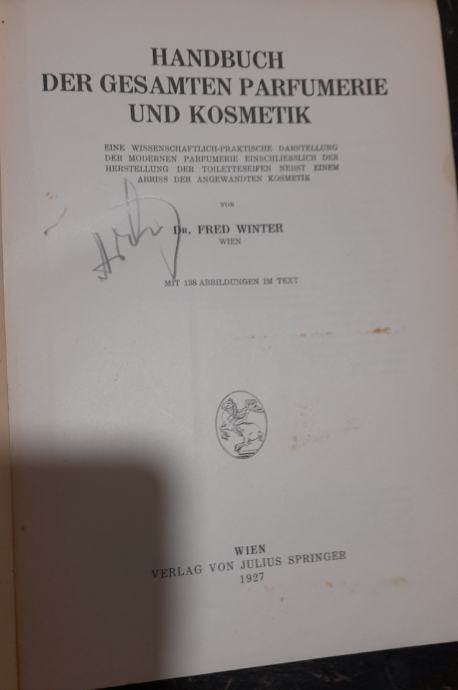 HANDBUCH
DER GESAMTEN PARFUMERIE
UND KOSMETIK
EINE WISSENSCHAFTLICH-PRAKTISCHE DARSTELLUNG
DER MODERNEN PARFUMERIE EINSCHLIESSLICH DER
HERSTELLUNG DER TOILETTESEIFEN NEBST EINEM
ABRISS DER ANGEWANDTEN KOSMETIK
VON
DR. FRED WINTER
WIEN
MIT 138 ABBILDUNGEN IM TEXT
WIEN
VERLAG VON JULIUS SPRINGER
1927